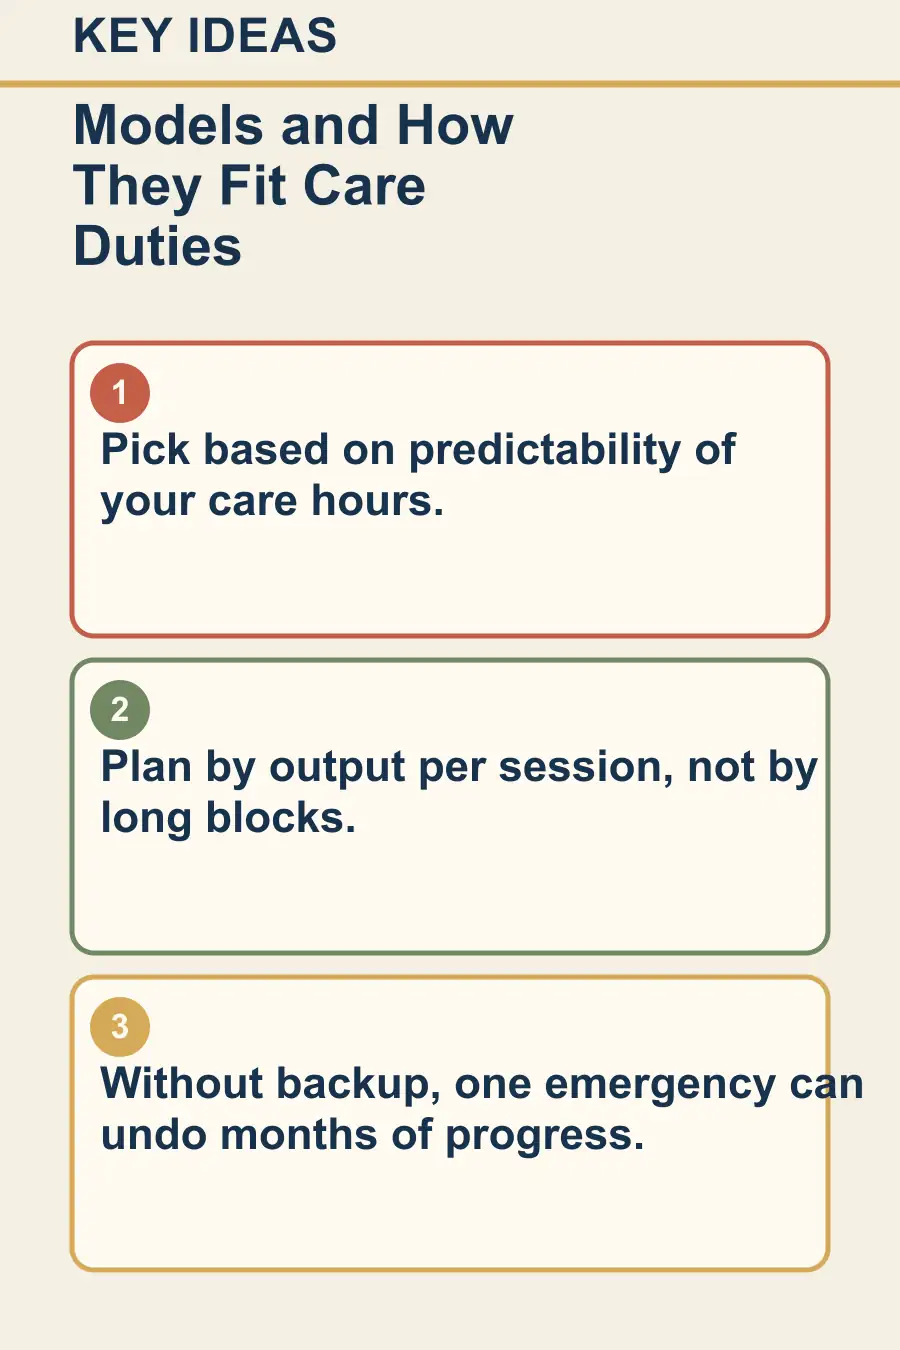 KEY IDEAS
Models and How
They Fit Care
Duties
1
Pick based on predictability of
your care hours.
2
Plan by output per session, not by
long blocks.
3
Without backup, one emergency can
undo months of progress.